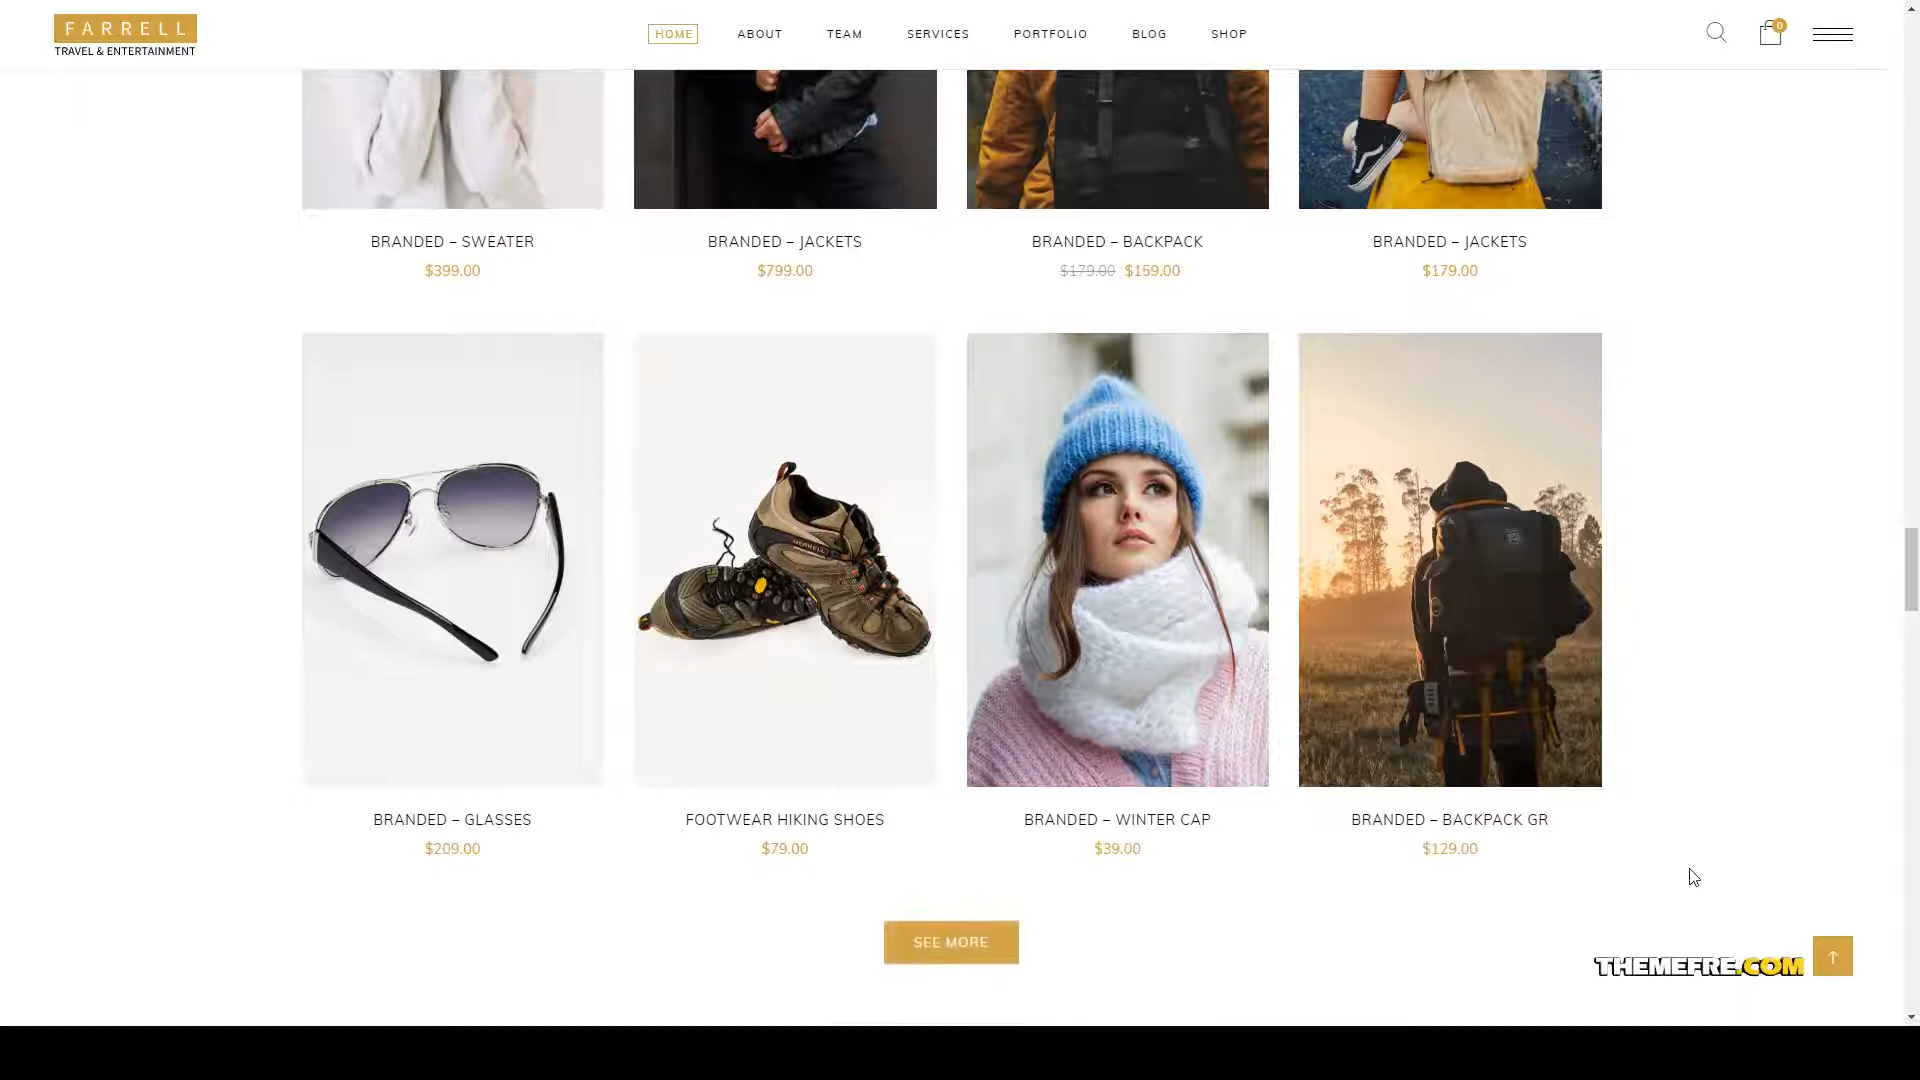 FARRELL
TRAVEL & ENTERTAINMENT
HOME ABOUT TEAM SERVICES PORTFOLIO BLOG SHOP
0
BRANDED – SWEATER
$399.00
BRANDED – JACKETS
$799.00
BRANDED – BACKPACK
$179.00 $159.00
BRANDED – JACKETS
$179.00
MERRELL
BRANDED – GLASSES
$209.00
FOOTWEAR HIKING SHOES
$79.00
BRANDED – WINTER CAP
$39.00
BRANDED – BACKPACK GR
$129.00
SEE MORE
THEMEFRE.COM